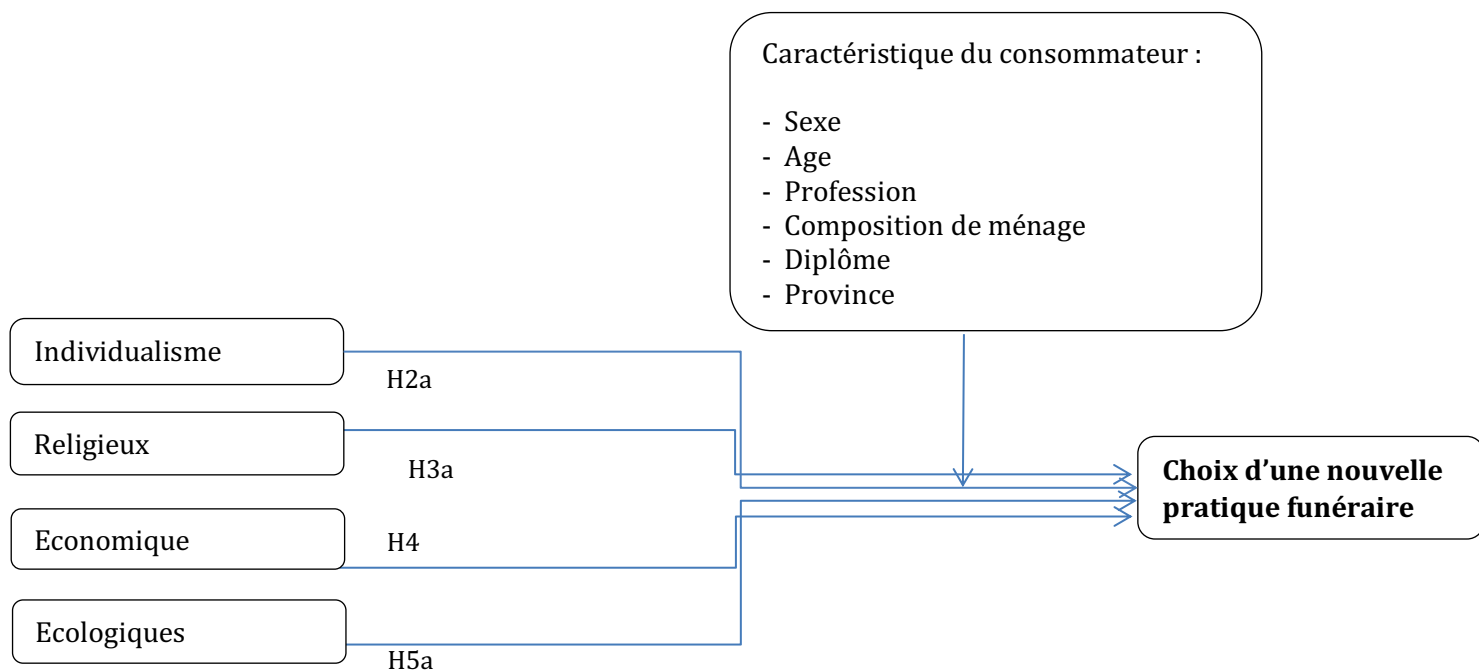 Caractéristique du consommateur :
- Sexe
- Age
- Profession
- Composition de ménage
- Diplôme
- Province
Individualisme
H2a
Religieux
H3a
Choix d’une nouvelle
pratique funéraire
Economique
H4
Ecologiques
H5a